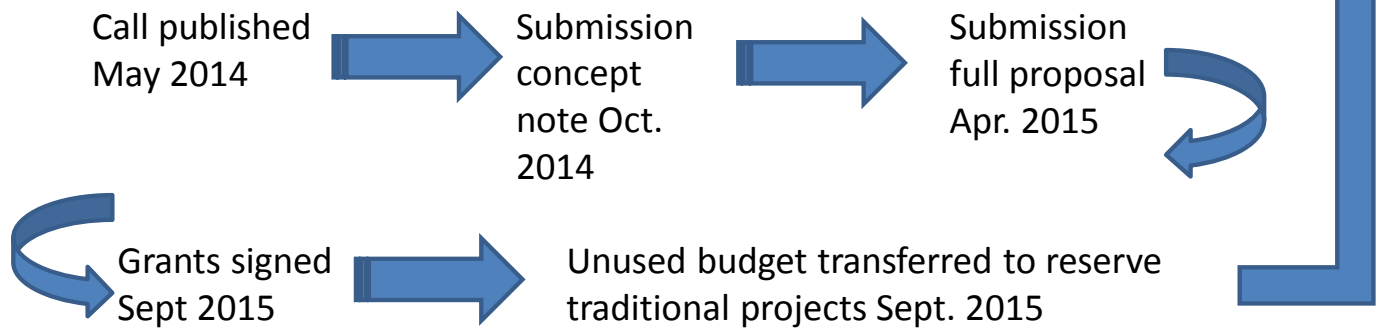 Call published
May 2014
Submission
concept
note Oct.
2014
Submission
full proposal
Apr. 2015
Grants signed
Sept 2015
Unused budget transferred to reserve
traditional projects Sept. 2015